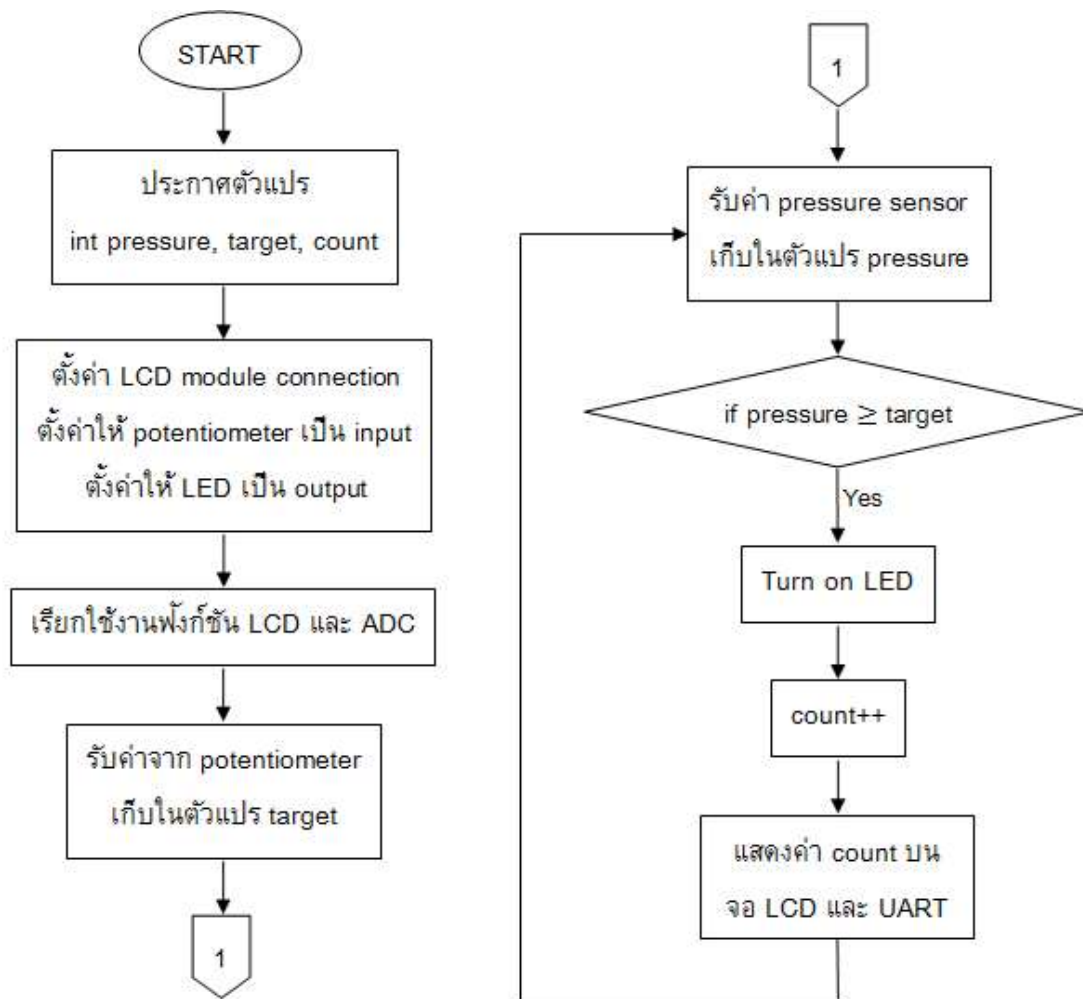 START
ประกาศตัวแปร
int pressure, target, count
ตั้งค่า LCD module connection
ตั้งค่าให้ potentiometer เป็น input
ตั้งค่าให้ LED เป็น output
เรียกใช้งานฟังก์ชัน LCD และ ADC
รับค่าจาก potentiometer
เก็บในตัวแปร target
1
1
รับค่า pressure sensor
เก็บในตัวแปร pressure
if pressure ≥ target
Yes
Turn on LED
count++
แสดงค่า count บน
จอ LCD และ UART